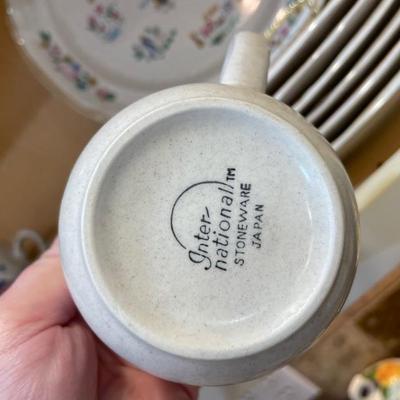 Inter-
national™
STONEWARE
JAPAN